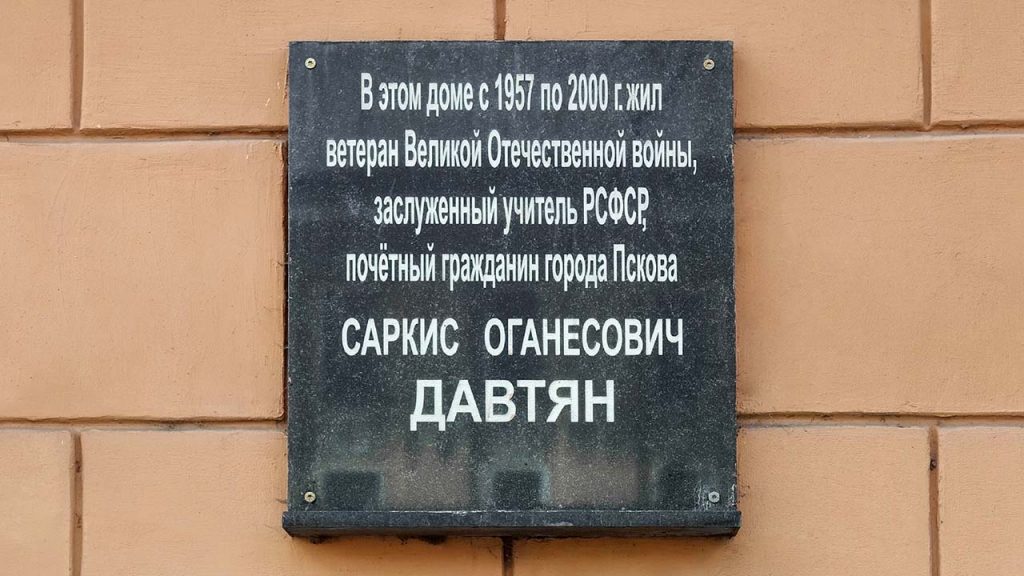 В этом доме с 1957 по 2000 г. жил
ветеран Великой Отечественной войны,
заслуженный учитель РСФСР,
почётный гражданин города Пскова
САРКИС ОГАНЕСОВИЧ
ДАВТЯН